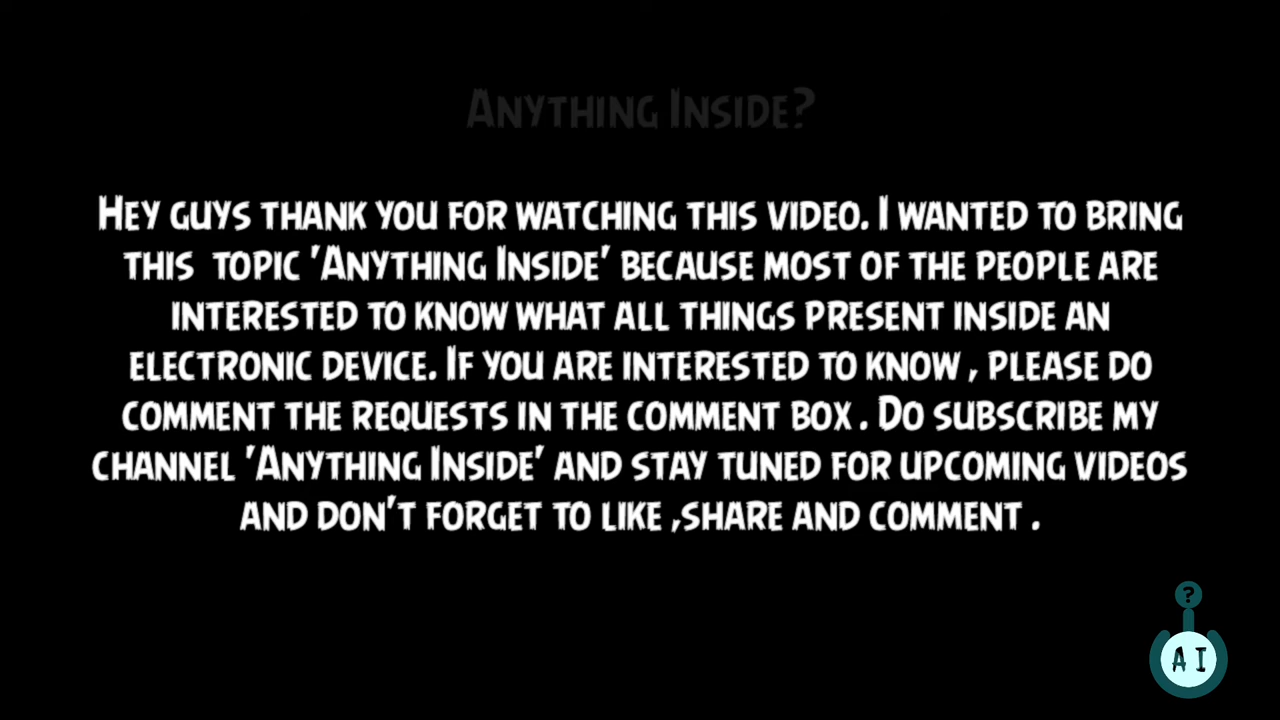 Anything Inside?
Hey guys thank you for watching this video. I wanted to bring
this  topic 'Anything Inside' because most of the people are
interested to know what all things present inside an
electronic device. If you are interested to know , please do
comment the requests in the comment box . Do subscribe my
channel 'Anything Inside' and stay tuned for upcoming videos
and don't forget to like ,share and comment .
?
A I